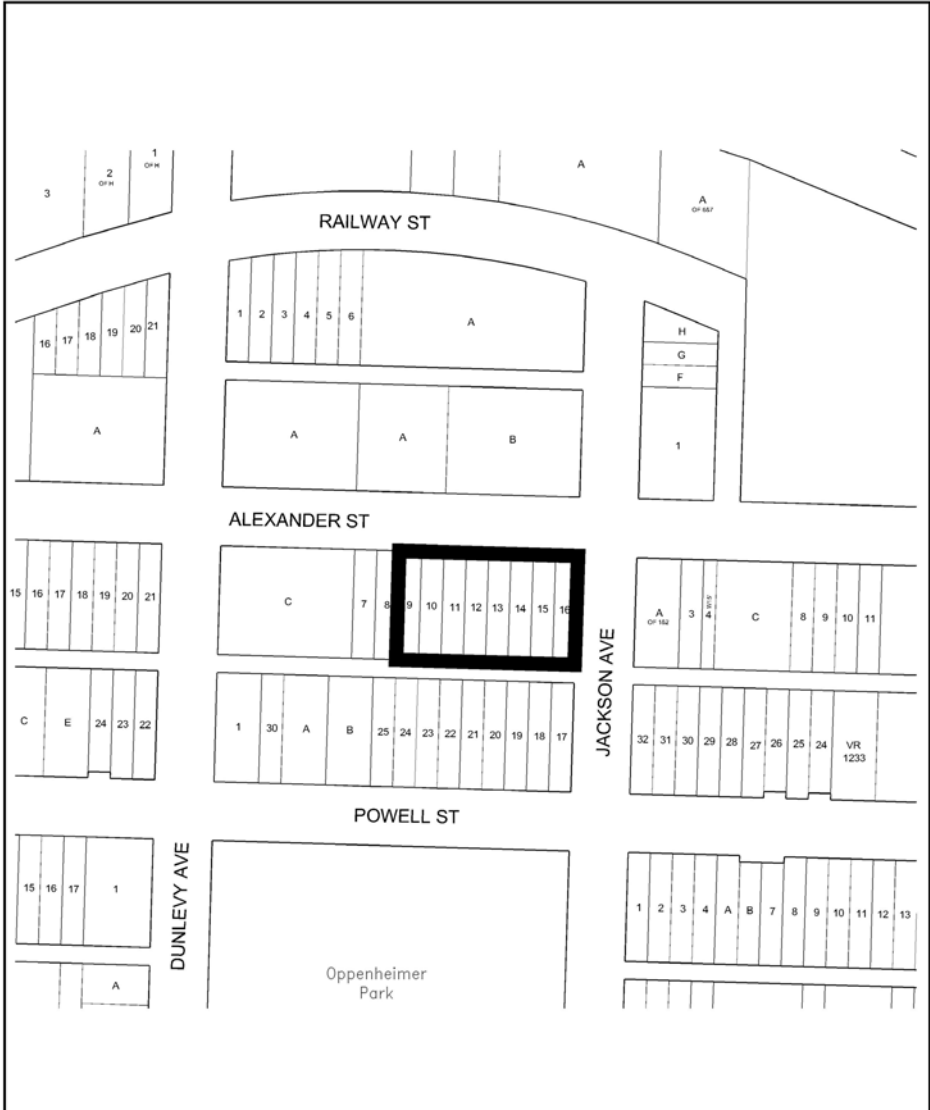 3
2
OF H
1
OF H
A
A
OF 657
RAILWAY ST
16 17 18 19 20 21
1 2 3 4 5 6 A
H
G
F
A
A A B
1
ALEXANDER ST
15 16 17 18 19 20 21
C 7 8 9 10 11 12 13 14 15 16
A
OF 182
3 4 W15' C 8 9 10 11
JACKSON AVE
C E 24 23 22
1 30 A B 25 24 23 22 21 20 19 18 17
32 31 30 29 28 27 26 25 24 VR
1233
POWELL ST
15 16 17 1
DUNLEVY AVE
1 2 3 4 A B 7 8 9 10 11 12 13
A
Oppenheimer
Park